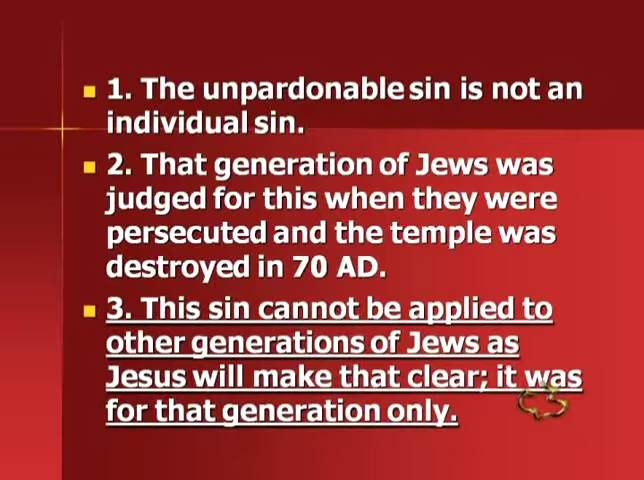 1. The unpardonable sin is not an
individual sin.
2. That generation of Jews was
judged for this when they were
persecuted and the temple was
destroyed in 70 AD.
3. This sin cannot be applied to
other generations of Jews as
Jesus will make that clear; it was
for that generation only.